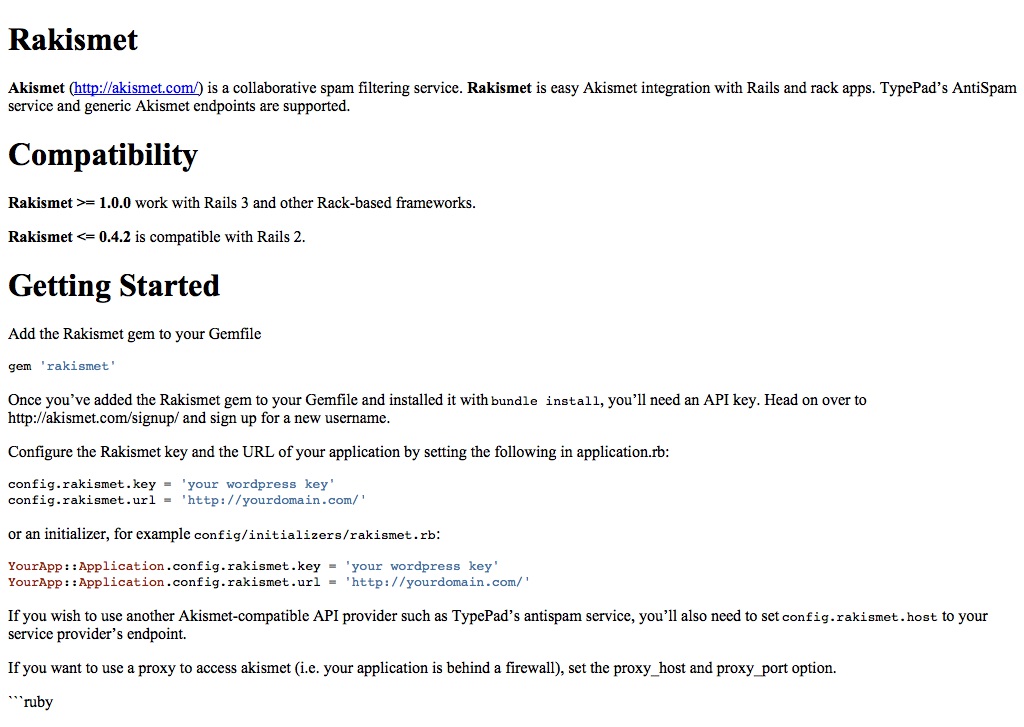 Rakismet
Akismet (http://akismet.com/) is a collaborative spam filtering service. Rakismet is easy Akismet integration with Rails and rack apps. TypePad’s AntiSpam
service and generic Akismet endpoints are supported.
Compatibility
Rakismet >= 1.0.0 work with Rails 3 and other Rack-based frameworks.
Rakismet <= 0.4.2 is compatible with Rails 2.
Getting Started
Add the Rakismet gem to your Gemfile
gem 'rakismet'
Once you’ve added the Rakismet gem to your Gemfile and installed it with bundle install, you’ll need an API key. Head on over to
http://akismet.com/signup/ and sign up for a new username.
Configure the Rakismet key and the URL of your application by setting the following in application.rb:
config.rakismet.key = 'your wordpress key'
config.rakismet.url = 'http://yourdomain.com/'
or an initializer, for example config/initializers/rakismet.rb:
YourApp::Application.config.rakismet.key = 'your wordpress key'
YourApp::Application.config.rakismet.url = 'http://yourdomain.com/'
If you wish to use another Akismet-compatible API provider such as TypePad’s antispam service, you’ll also need to set config.rakismet.host to your
service provider’s endpoint.
If you want to use a proxy to access akismet (i.e. your application is behind a firewall), set the proxy_host and proxy_port option.
```ruby